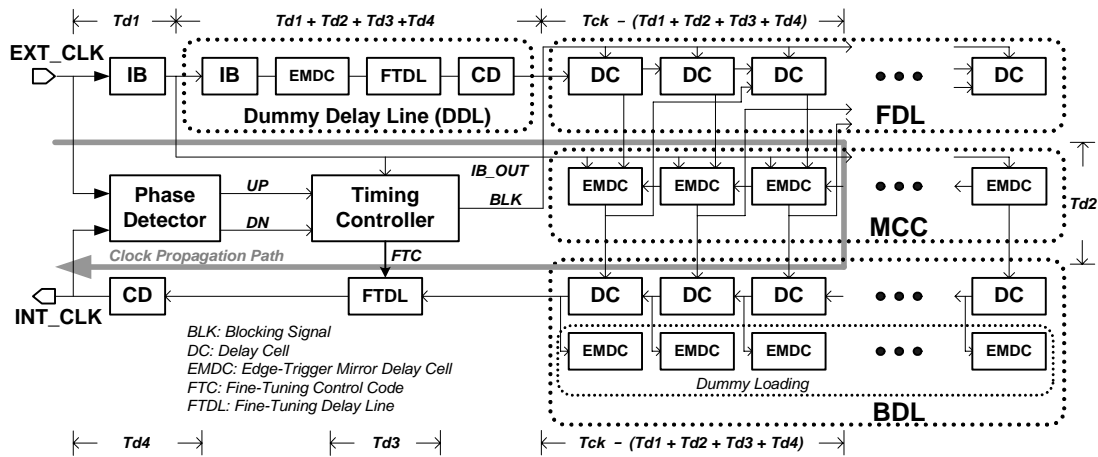 Td1
Td1 + Td2 + Td3 +Td4
Tck – (Td1 + Td2 + Td3 + Td4)
EXT_CLK
IB
IB
EMDC
FTDL
CD
DC
DC
DC
DC
Dummy Delay Line (DDL)
FDL
IB_OUT
Phase Detector
UP
DN
Timing Controller
BLK
EMDC
EMDC
EMDC
EMDC
MCC
Td2
Clock Propagation Path
FTC
INT_CLK
CD
FTDL
DC
DC
DC
DC
EMDC
EMDC
EMDC
EMDC
Dummy Loading
BDL
BLK: Blocking Signal
DC: Delay Cell
EMDC: Edge-Trigger Mirror Delay Cell
FTC: Fine-Tuning Control Code
FTDL: Fine-Tuning Delay Line
Td4
Td3
Tck – (Td1 + Td2 + Td3 + Td4)